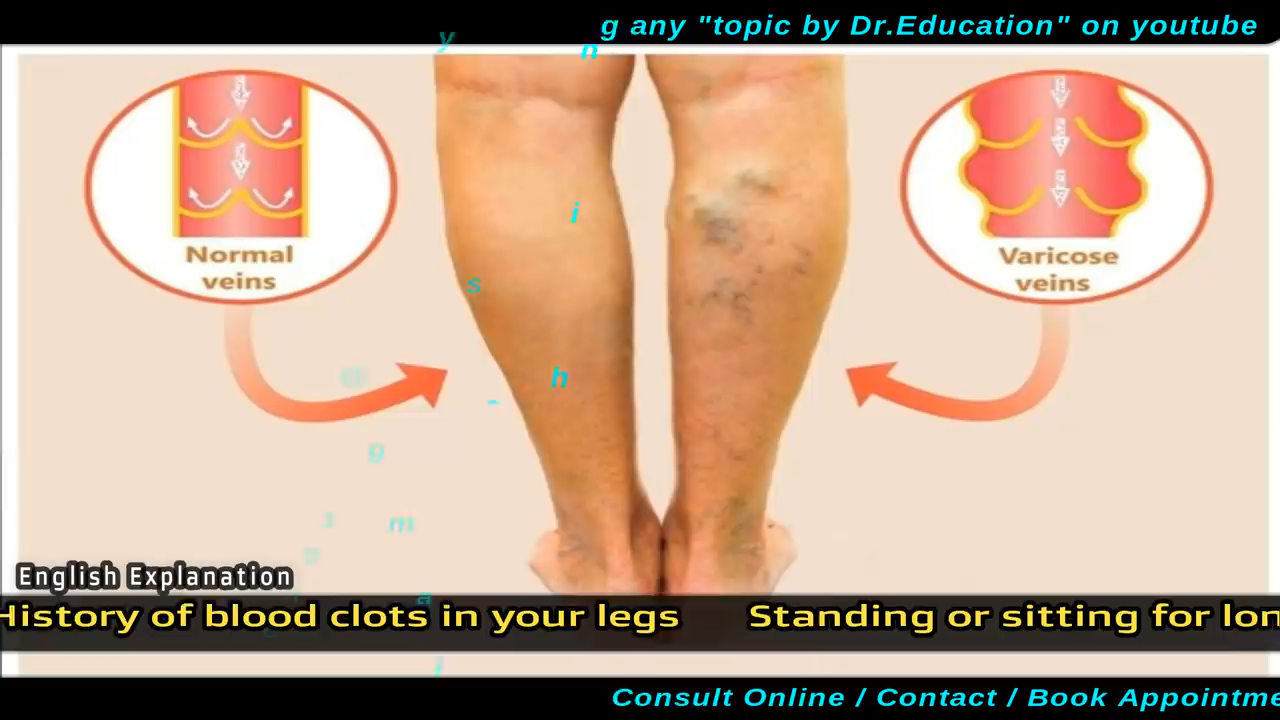 g any "topic by Dr.Education" on youtube
Normal
veins
Varicose
veins
English Explanation
History of blood clots in your legs Standing or sitting for lon
Consult Online / Contact / Book Appointme